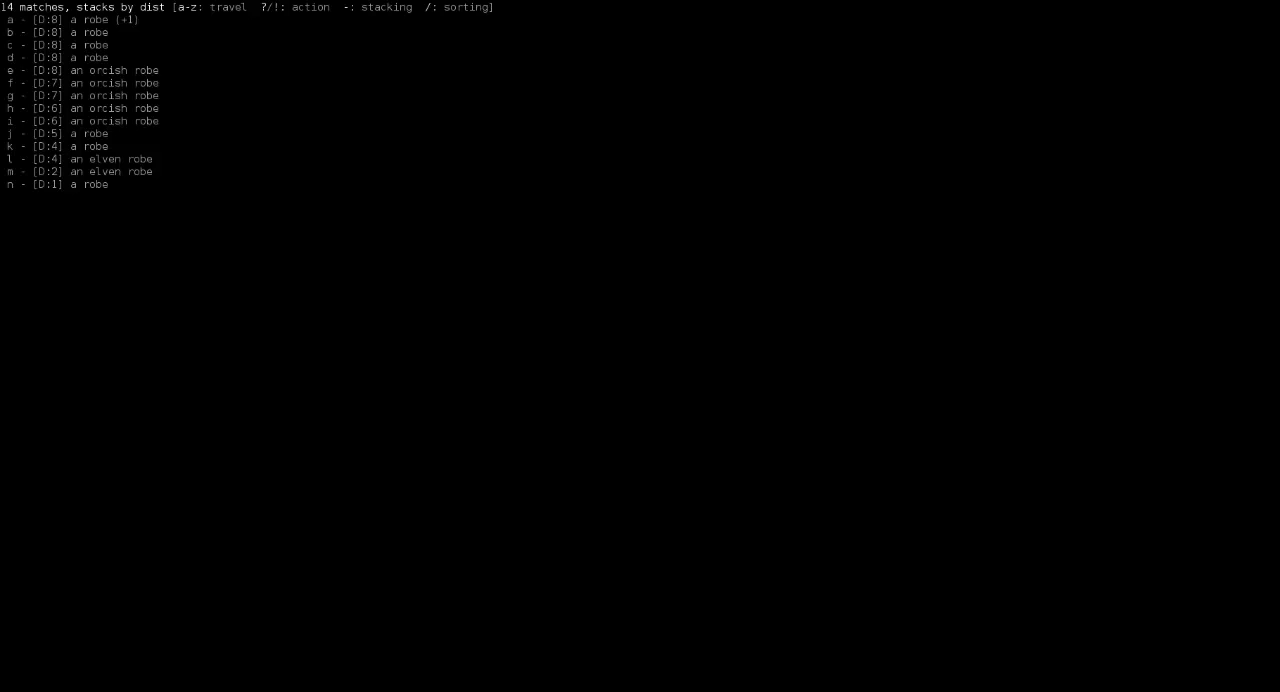 14 matches, stacks by dist [a-z: travel  ?/!: action  -: stacking  /: sorting]
a - [D:8] a robe (+1)
b - [D:8] a robe
c - [D:8] a robe
d - [D:8] a robe
e - [D:8] an orcish robe
f - [D:7] an orcish robe
g - [D:7] an orcish robe
h - [D:6] an orcish robe
i - [D:6] an orcish robe
j - [D:5] a robe
k - [D:4] a robe
l - [D:4] an elven robe
m - [D:2] an elven robe
n - [D:1] a robe